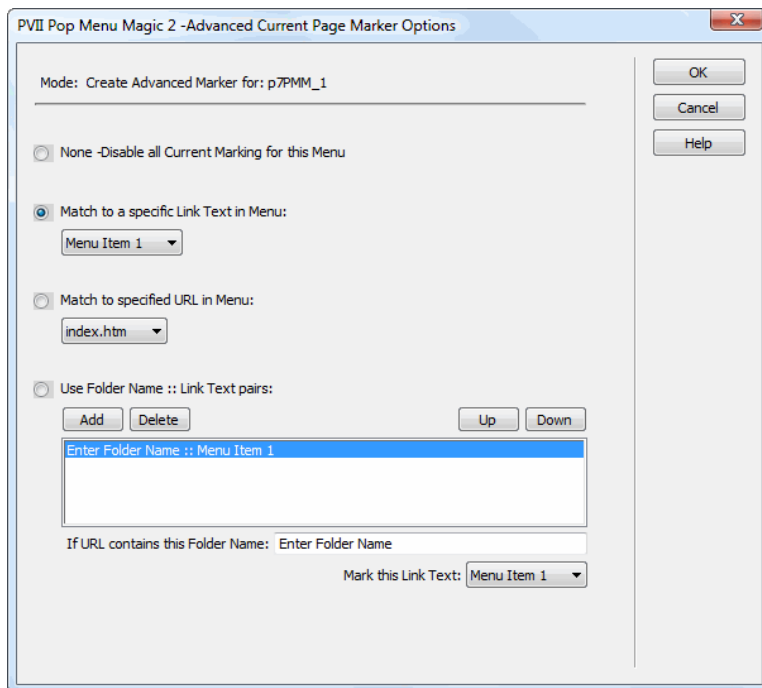 PVII Pop Menu Magic 2 -Advanced Current Page Marker Options
Mode: Create Advanced Marker for: p7PMM_1
OK
Cancel
Help
None -Disable all Current Marking for this Menu
Match to a specific Link Text in Menu:
Menu Item 1
Match to specified URL in Menu:
index.htm
Use Folder Name :: Link Text pairs:
Add Delete Up Down
Enter Folder Name :: Menu Item 1
If URL contains this Folder Name: Enter Folder Name
Mark this Link Text: Menu Item 1